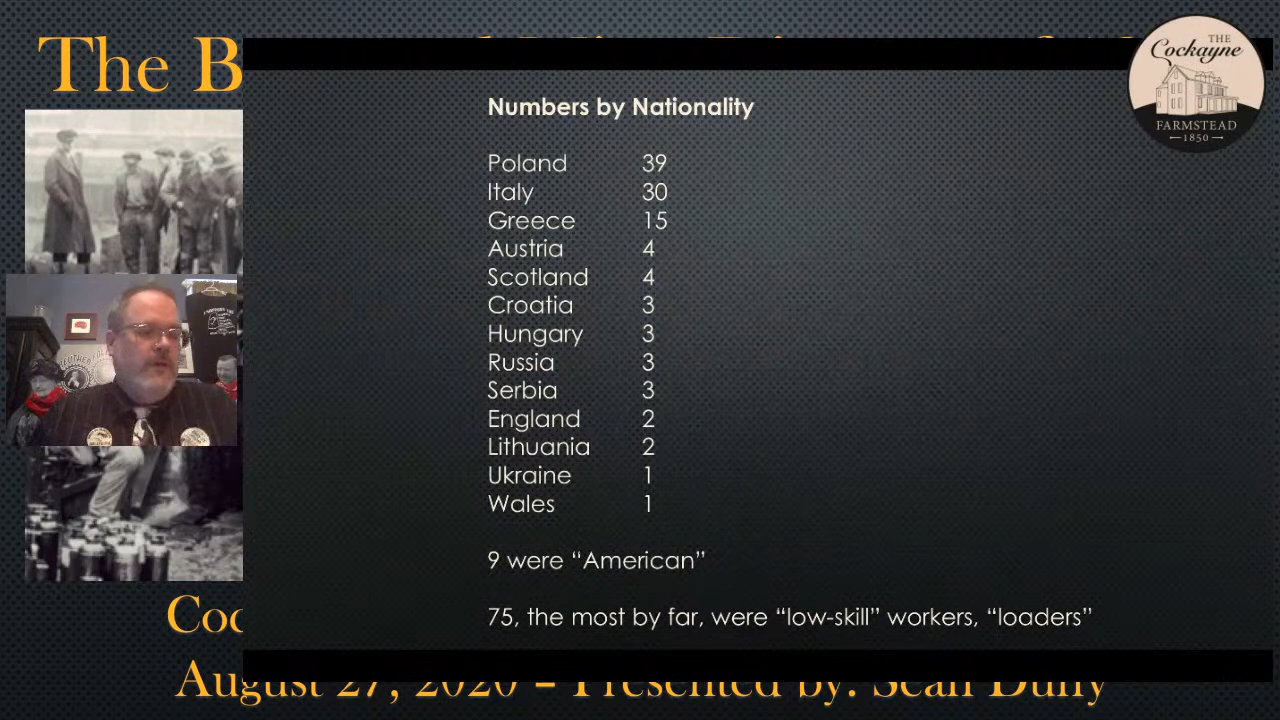 The B
THE
Cockayne
FARMSTEAD
1850
Numbers by Nationality
Poland 39
Italy 30
Greece 15
Austria 4
Scotland 4
Croatia 3
Hungary 3
Russia 3
Serbia 3
England 2
Lithuania 2
Ukraine 1
Wales 1
9 were “American”
75, the most by far, were “low-skill” workers, “loaders”
Coc
August 27, 2020 – Presented by: Sean Duffy